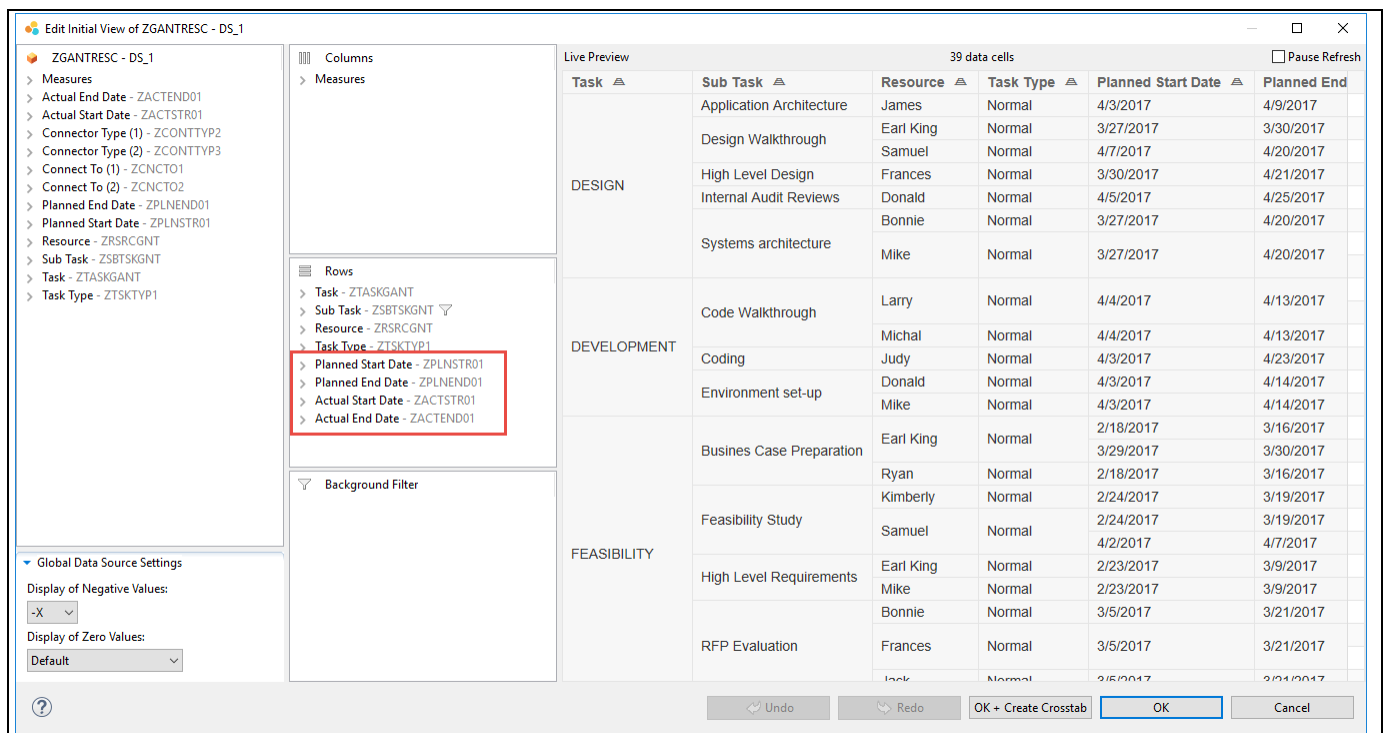 Edit Initial View of ZGANTRESC - DS_1
ZGANTRESC - DS_1
Measures
Actual End Date - ZACTEND01
Actual Start Date - ZACTSTR01
Connector Type (1) - ZCONTTYP2
Connector Type (2) - ZCONTTYP3
Connect To (1) - ZCNCTO1
Connect To (2) - ZCNCTO2
Planned End Date - ZPLNEND01
Planned Start Date - ZPLNSTR01
Resource - ZRSRCGNT
Sub Task - ZSBTSKGNT
Task - ZTASKGANT
Task Type - ZTSKTYP1
Global Data Source Settings
Display of Negative Values:
-X
Display of Zero Values:
Default
Columns
Measures
Rows
Task - ZTASKGANT
Sub Task - ZSBTSKGNT
Resource - ZRSRCGNT
Task Type - ZTSKTYP1
Planned Start Date - ZPLNSTR01
Planned End Date - ZPLNEND01
Actual Start Date - ZACTSTR01
Actual End Date - ZACTEND01
Background Filter
Live Preview 39 data cells Pause Refresh
Task Sub Task Resource Task Type Planned Start Date Planned End
Application Architecture James Normal 4/3/2017 4/9/2017
Design Walkthrough Earl King Normal 3/27/2017 3/30/2017
Samuel Normal 4/7/2017 4/20/2017
High Level Design Frances Normal 3/30/2017 4/21/2017
DESIGN
Internal Audit Reviews Donald Normal 4/5/2017 4/25/2017
Systems architecture Bonnie Normal 3/27/2017 4/20/2017
Mike Normal 3/27/2017 4/20/2017
Code Walkthrough Larry Normal 4/4/2017 4/13/2017
Michal Normal 4/4/2017 4/13/2017
DEVELOPMENT
Coding Judy Normal 4/3/2017 4/23/2017
Environment set-up Donald Normal 4/3/2017 4/14/2017
Mike Normal 4/3/2017 4/14/2017
Busines Case Preparation Earl King Normal 2/18/2017 3/16/2017
3/29/2017 3/30/2017
Ryan Normal 2/18/2017 3/16/2017
Feasibility Study Kimberly Normal 2/24/2017 3/19/2017
Samuel Normal 2/24/2017 3/19/2017
4/2/2017 4/7/2017
FEASIBILITY
High Level Requirements Earl King Normal 2/23/2017 3/9/2017
Mike Normal 2/23/2017 3/9/2017
RFP Evaluation Bonnie Normal 3/5/2017 3/21/2017
Frances Normal 3/5/2017 3/21/2017
Jack Normal 3/5/2017 3/21/2017
Undo Redo OK + Create Crosstab OK Cancel